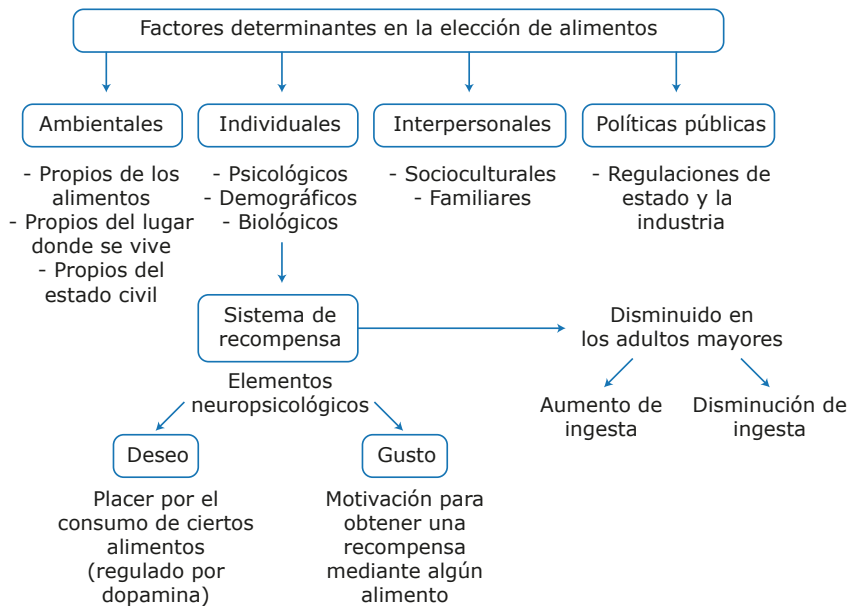 Factores determinantes en la elección de alimentos
Ambientales
- Propios de los
alimentos
- Propios del lugar
donde se vive
- Propios del
estado civil
Individuales
- Psicológicos
- Demográficos
- Biológicos
Interpersonales
- Socioculturales
- Familiares
Políticas públicas
- Regulaciones de
estado y la
industria
Sistema de
recompensa
Disminuido en
los adultos mayores
Aumento de
ingesta
Disminución de
ingesta
Elementos
neuropsicológicos
Deseo
Placer por el
consumo de ciertos
alimentos
(regulado por
dopamina)
Gusto
Motivación para
obtener una
recompensa
mediante algún
alimento